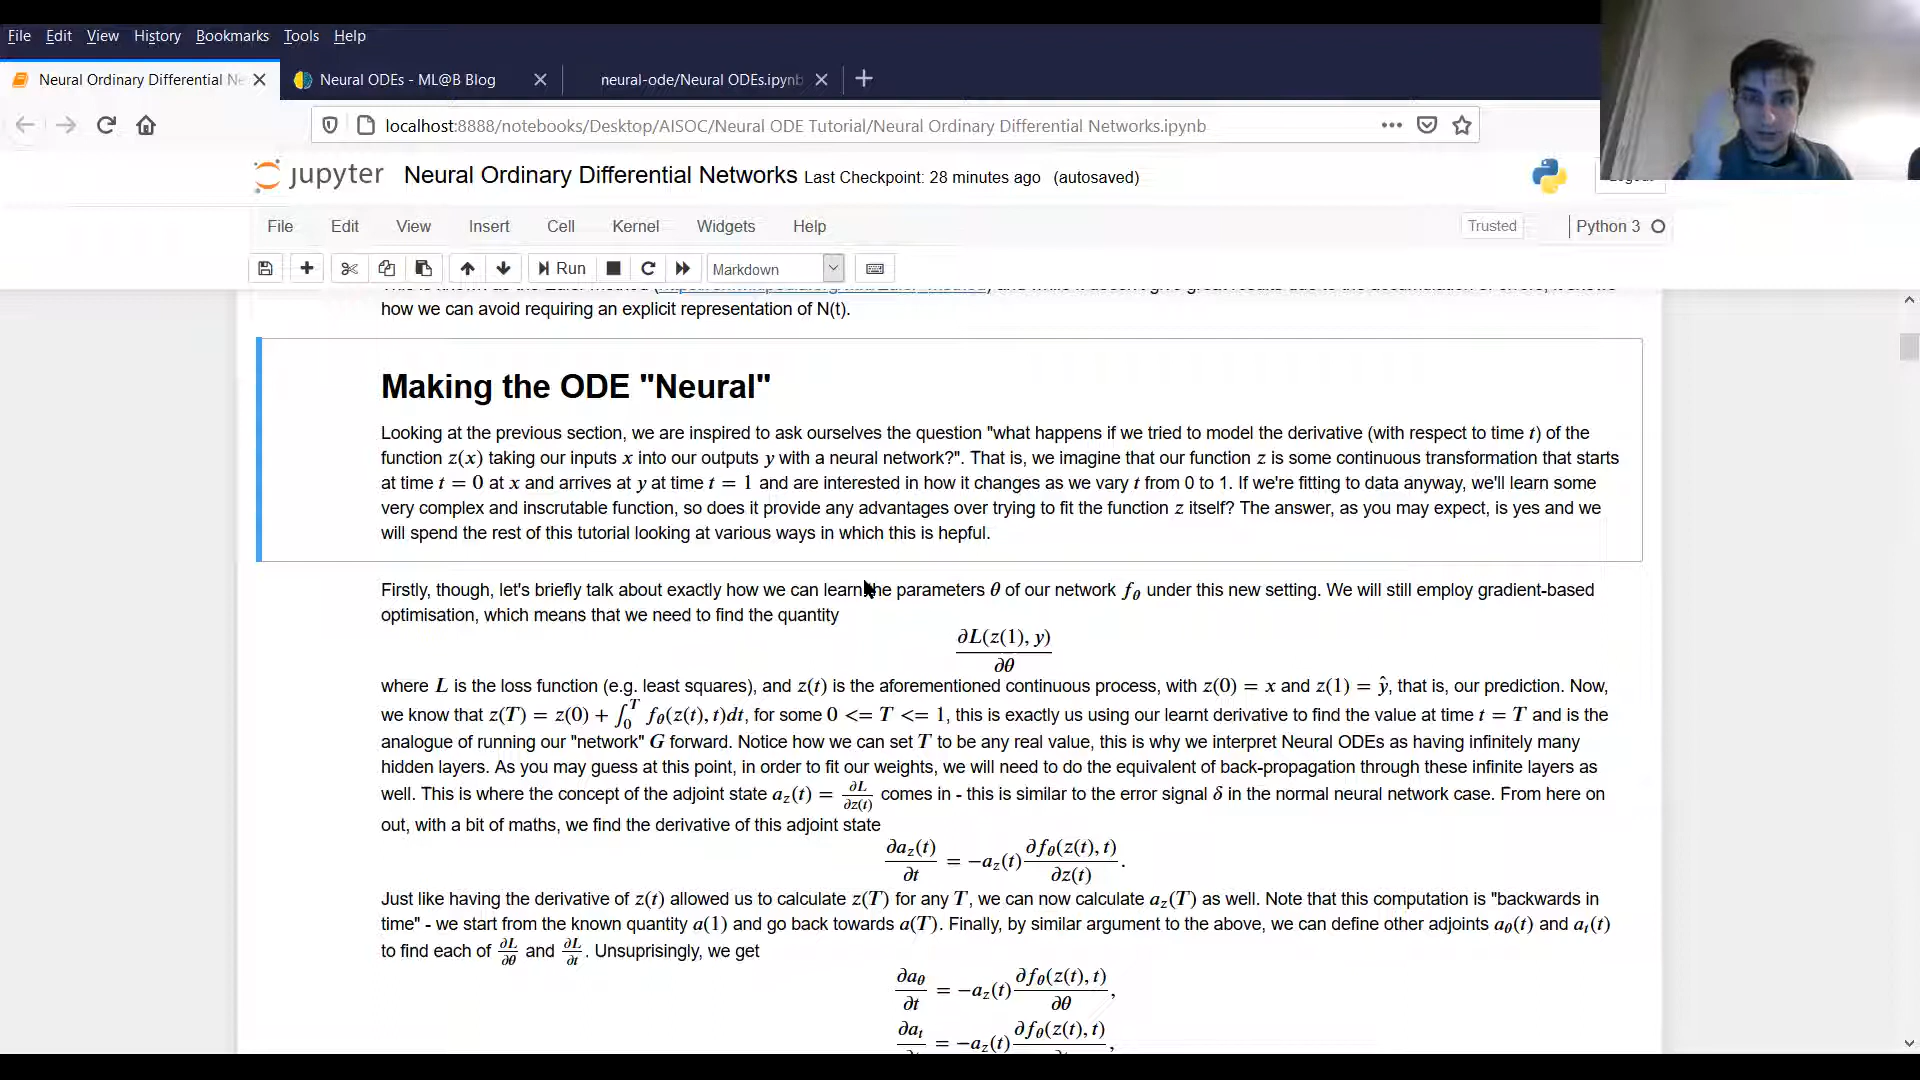 File Edit View History Bookmarks Tools Help
Neural Ordinary Differential Ne Neural ODEs - ML@B Blog neural-ode/Neural ODEs.ipynb
localhost:8888/notebooks/Desktop/AISOC/Neural ODE Tutorial/Neural Ordinary Differential Networks.ipynb
jupyter Neural Ordinary Differential Networks Last Checkpoint: 28 minutes ago (autosaved)
File Edit View Insert Cell Kernel Widgets Help Trusted Python 3
Run Markdown
how we can avoid requiring an explicit representation of N(t).
Making the ODE "Neural"
Looking at the previous section, we are inspired to ask ourselves the question "what happens if we tried to model the derivative (with respect to time t) of the
function z(x) taking our inputs x into our outputs y with a neural network?". That is, we imagine that our function z is some continuous transformation that starts
at time t = 0 at x and arrives at y at time t = 1 and are interested in how it changes as we vary t from 0 to 1. If we're fitting to data anyway, we'll learn some
very complex and inscrutable function, so does it provide any advantages over trying to fit the function z itself? The answer, as you may expect, is yes and we
will spend the rest of this tutorial looking at various ways in which this is hepful.
Firstly, though, let's briefly talk about exactly how we can learn the parameters θ of our network f_θ under this new setting. We will still employ gradient-based
optimisation, which means that we need to find the quantity
∂L(z(1), y)
∂θ
where L is the loss function (e.g. least squares), and z(t) is the aforementioned continuous process, with z(0) = x and z(1) = ŷ, that is, our prediction. Now,
we know that z(T) = z(0) + ∫_0^T f_θ(z(t), t)dt, for some 0 <= T <= 1, this is exactly us using our learnt derivative to find the value at time t = T and is the
analogue of running our "network" G forward. Notice how we can set T to be any real value, this is why we interpret Neural ODEs as having infinitely many
hidden layers. As you may guess at this point, in order to fit our weights, we will need to do the equivalent of back-propagation through these infinite layers as
well. This is where the concept of the adjoint state a_z(t) = ∂L/∂z(t) comes in - this is similar to the error signal δ in the normal neural network case. From here on
out, with a bit of maths, we find the derivative of this adjoint state
∂a_z(t)/∂t = −a_z(t) ∂f_θ(z(t), t)/∂z(t).
Just like having the derivative of z(t) allowed us to calculate z(T) for any T, we can now calculate a_z(T) as well. Note that this computation is "backwards in
time" - we start from the known quantity a(1) and go back towards a(T). Finally, by similar argument to the above, we can define other adjoints a_θ(t) and a_t(t)
to find each of ∂L/∂θ and ∂L/∂t. Unsuprisingly, we get
∂a_θ/∂t = −a_z(t) ∂f_θ(z(t), t)/∂θ,
∂a_t/∂t = −a_z(t) ∂f_θ(z(t), t)/∂t,